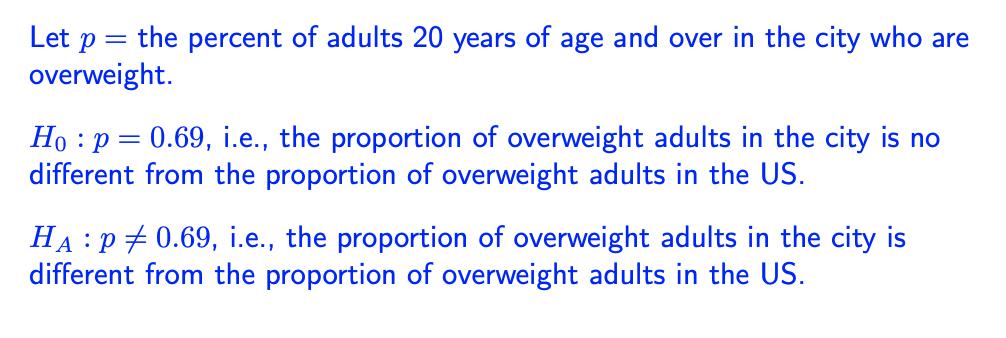 Let p = the percent of adults 20 years of age and over in the city who are
overweight.
H₀ : p = 0.69, i.e., the proportion of overweight adults in the city is no
different from the proportion of overweight adults in the US.
H_A : p ≠ 0.69, i.e., the proportion of overweight adults in the city is
different from the proportion of overweight adults in the US.